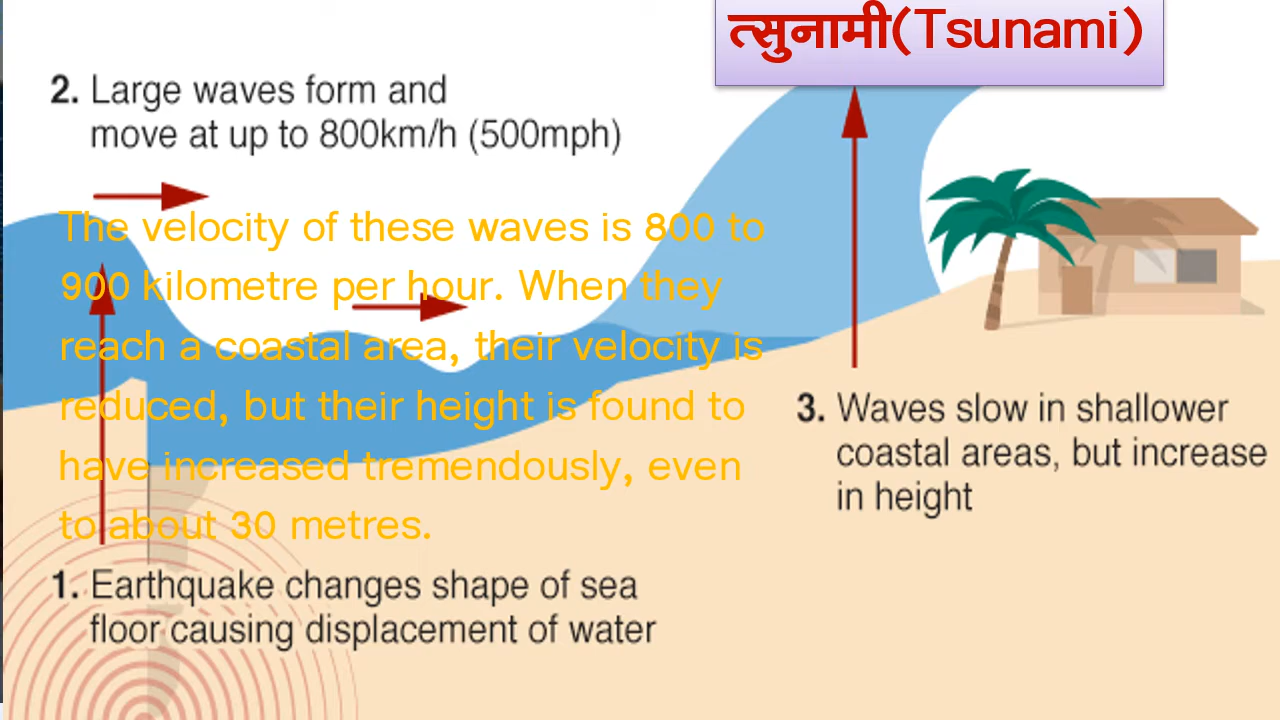 त्सुनामी(Tsunami)
2. Large waves form and
move at up to 800km/h (500mph)
The velocity of these waves is 800 to
900 kilometre per hour. When they
reach a coastal area, their velocity is
reduced, but their height is found to
have increased tremendously, even
to about 30 metres.
3. Waves slow in shallower
coastal areas, but increase
in height
1. Earthquake changes shape of sea
floor causing displacement of water